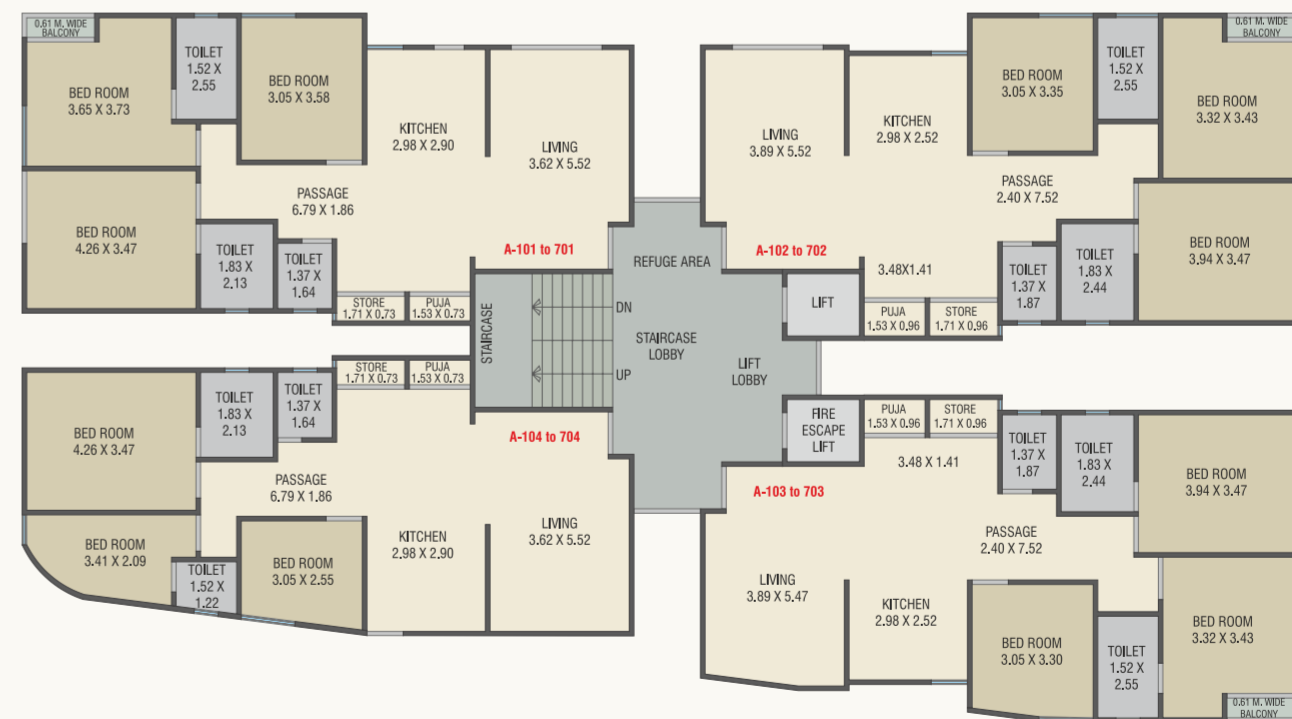 0.61 M. WIDE
BALCONY
TOILET
1.52 X
2.55
BED ROOM
3.05 X 3.58
BED ROOM
3.65 X 3.73
KITCHEN
2.98 X 2.90
LIVING
3.62 X 5.52
PASSAGE
6.79 X 1.86
BED ROOM
4.26 X 3.47
TOILET
1.83 X
2.13
TOILET
1.37 X
1.64
A-101 to 701
STORE
1.71 X 0.73
PUJA
1.53 X 0.73
0.61 M. WIDE
BALCONY
TOILET
1.52 X
2.55
BED ROOM
3.05 X 3.35
BED ROOM
3.32 X 3.43
LIVING
3.89 X 5.52
KITCHEN
2.98 X 2.52
PASSAGE
2.40 X 7.52
BED ROOM
3.94 X 3.47
A-102 to 702
3.48X1.41
TOILET
1.37 X
1.87
TOILET
1.83 X
2.44
PUJA
1.53 X 0.96
STORE
1.71 X 0.96
REFUGE AREA
LIFT
STAIRCASE
DN
UP
STAIRCASE
LOBBY
LIFT
LOBBY
FIRE
ESCAPE
LIFT
STORE
1.71 X 0.73
PUJA
1.53 X 0.73
TOILET
1.83 X
2.13
TOILET
1.37 X
1.64
BED ROOM
4.26 X 3.47
A-104 to 704
PASSAGE
6.79 X 1.86
KITCHEN
2.98 X 2.90
LIVING
3.62 X 5.52
BED ROOM
3.41 X 2.09
TOILET
1.52 X
1.22
BED ROOM
3.05 X 2.55
PUJA
1.53 X 0.96
STORE
1.71 X 0.96
TOILET
1.37 X
1.87
TOILET
1.83 X
2.44
3.48 X 1.41
BED ROOM
3.94 X 3.47
A-103 to 703
PASSAGE
2.40 X 7.52
LIVING
3.89 X 5.47
KITCHEN
2.98 X 2.52
BED ROOM
3.05 X 3.30
TOILET
1.52 X
2.55
BED ROOM
3.32 X 3.43
0.61 M. WIDE
BALCONY